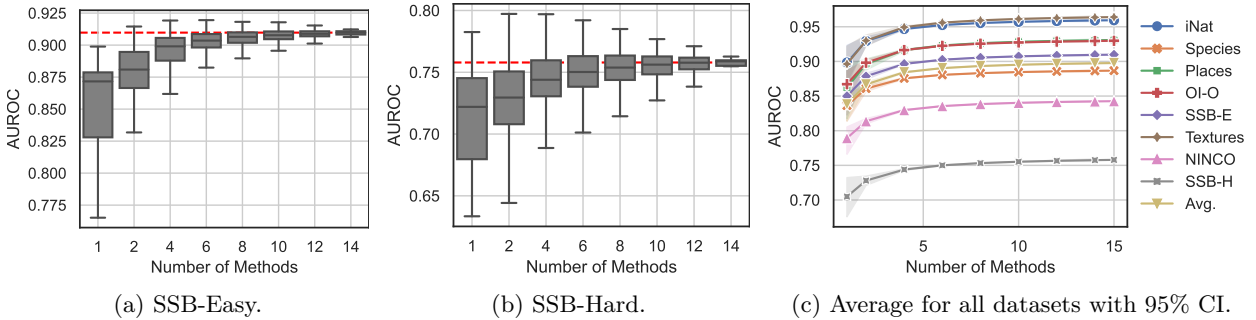 0.925
0.900
0.875
0.850
0.825
0.800
0.775
AUROC
1 2 4 6 8 10 12 14
Number of Methods
(a) SSB-Easy.
0.80
0.75
0.70
0.65
AUROC
1 2 4 6 8 10 12 14
Number of Methods
(b) SSB-Hard.
0.95
0.90
0.85
0.80
0.75
0.70
AUROC
5 10 15
Number of Methods
iNat
Species
Places
OI-O
SSB-E
Textures
NINCO
SSB-H
Avg.
(c) Average for all datasets with 95% CI.